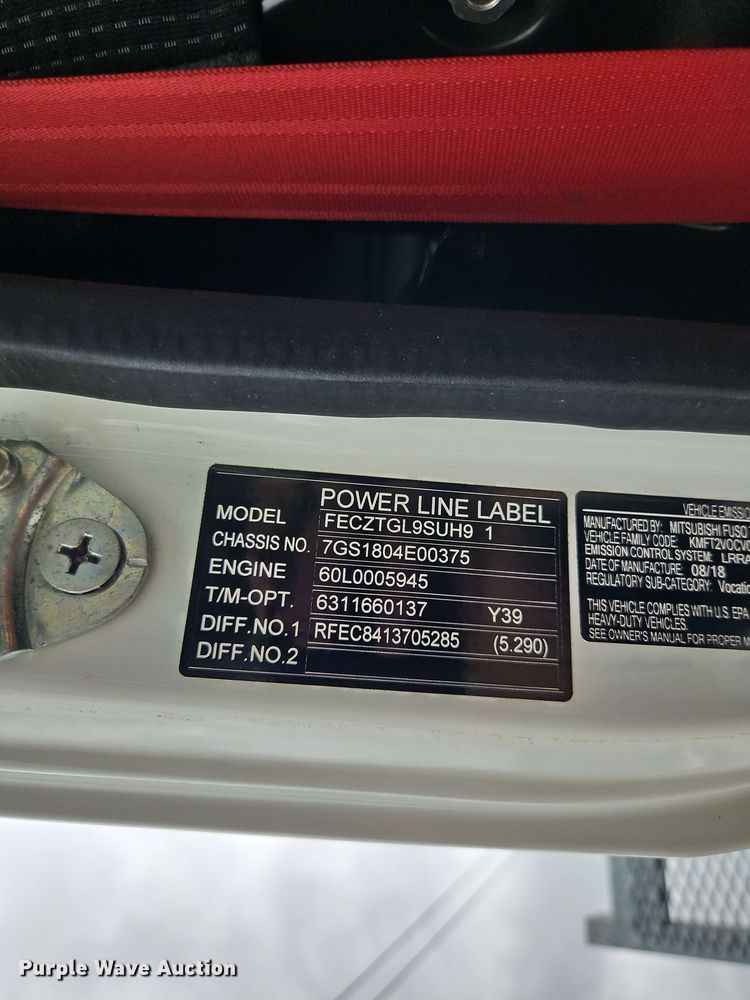 POWER LINE LABEL
MODEL FECZTGL9SUH9 1
CHASSIS NO. 7GS1804E00375
ENGINE 60L0005945
T/M-OPT. 6311660137 Y39
DIFF.NO.1 RFEC8413705285 (5.290)
DIFF.NO.2
VEHICLE EMISSION
MANUFACTURED BY: MITSUBISHI FUSO
VEHICLE FAMILY CODE:
EMISSION CONTROL SYSTEM:
DATE OF MANUFACTURE: 08/18
REGULATORY SUB-CATEGORY:
THIS VEHICLE COMPLIES WITH U.S. EPA
HEAVY-DUTY VEHICLES.
SEE OWNER'S MANUAL FOR PROPER
Purple Wave Auction